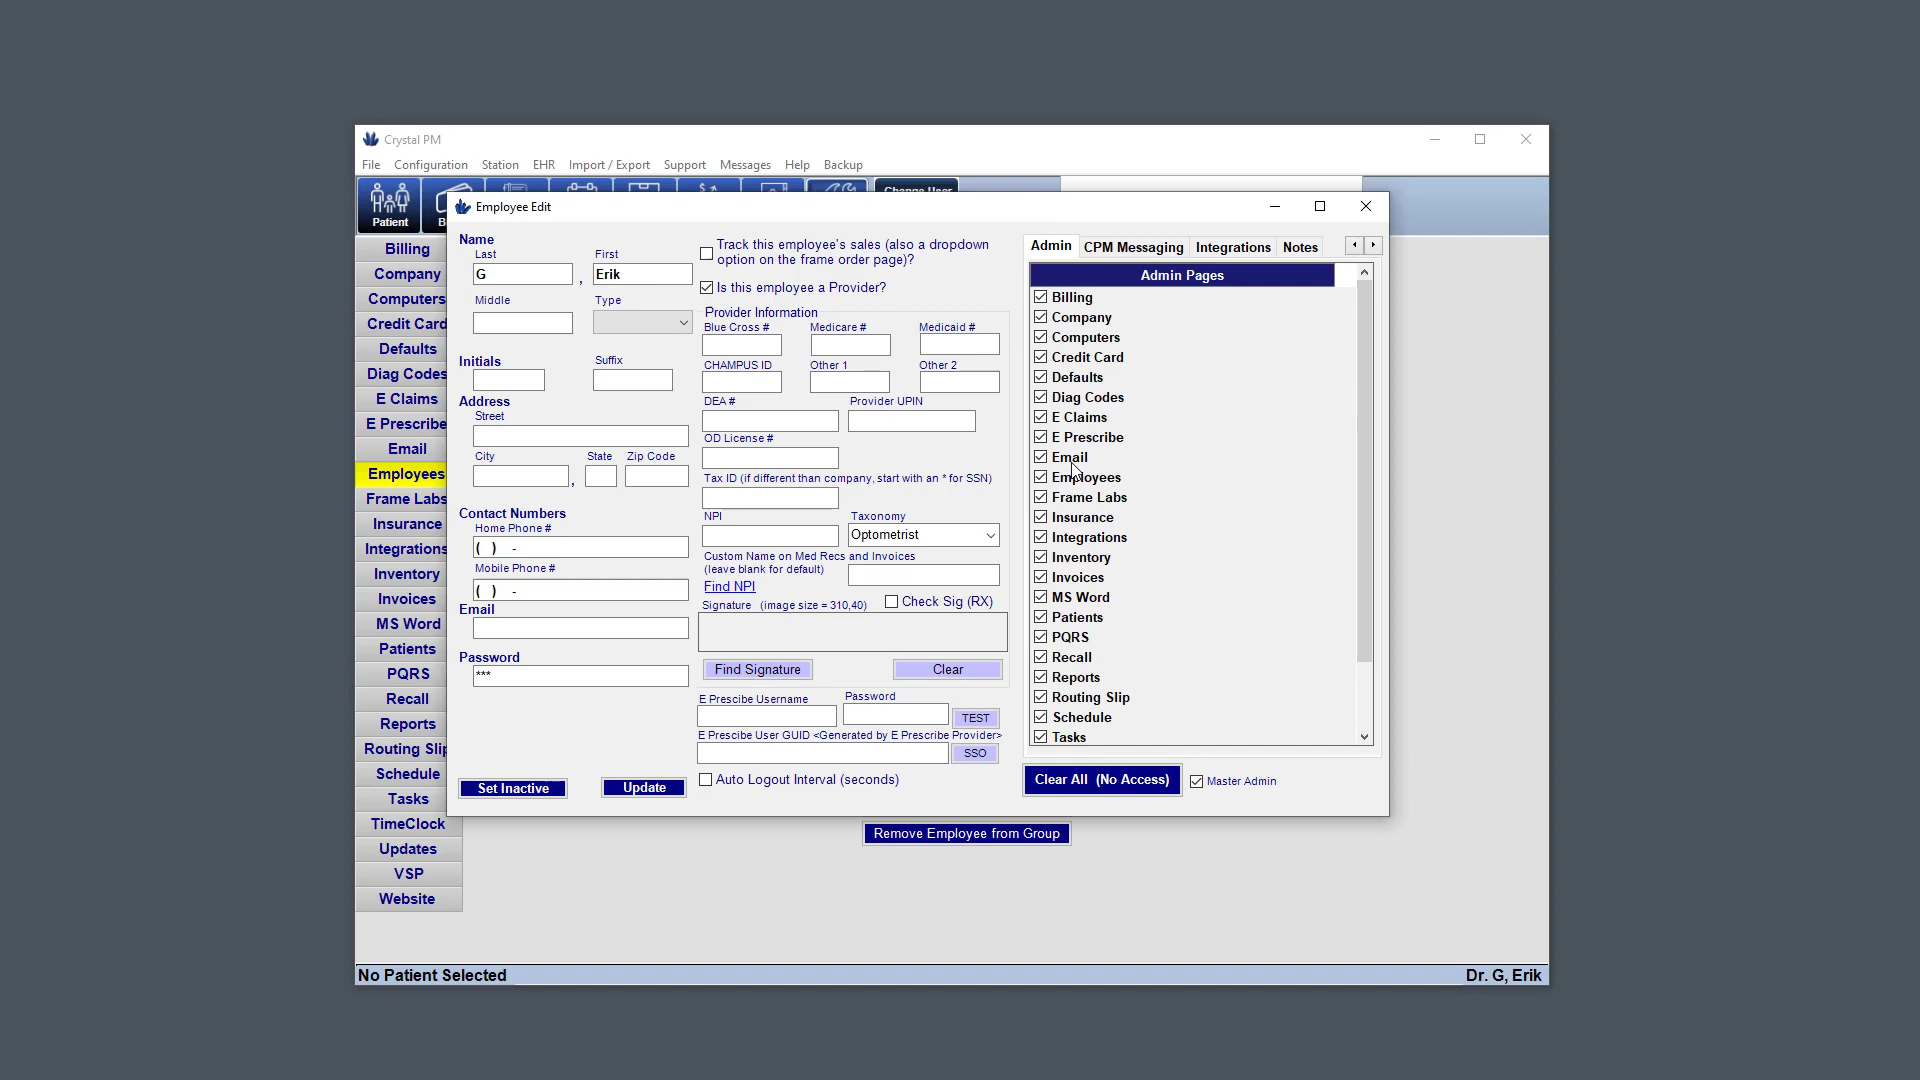 Crystal PM
File Configuration Station EHR Import / Export Support Messages Help Backup
Patient
Change User
Billing
Company
Computers
Credit Card
Defaults
Diag Codes
E Claims
E Prescribe
Email
Employees
Frame Labs
Insurance
Integrations
Inventory
Invoices
MS Word
Patients
PQRS
Recall
Reports
Routing Slip
Schedule
Tasks
TimeClock
Updates
VSP
Website
Employee Edit
Name
Last First
G , Erik
Middle Type
Initials Suffix
Address
Street
City State Zip Code
,
Contact Numbers
Home Phone #
( ) -
Mobile Phone #
( ) -
Email
Password
***
Set Inactive Update
Track this employee's sales (also a dropdown
option on the frame order page)?
Is this employee a Provider?
Provider Information
Blue Cross # Medicare # Medicaid #
CHAMPUS ID Other 1 Other 2
DEA # Provider UPIN
OD License #
Tax ID (if different than company, start with an * for SSN)
NPI Taxonomy
Optometrist
Custom Name on Med Recs and Invoices
(leave blank for default)
Find NPI
Signature (image size = 310,40) Check Sig (RX)
Find Signature Clear
E Prescibe Username Password
TEST
E Prescibe User GUID <Generated by E Prescribe Provider>
SSO
Auto Logout Interval (seconds)
Admin CPM Messaging Integrations Notes
Admin Pages
Billing
Company
Computers
Credit Card
Defaults
Diag Codes
E Claims
E Prescribe
Email
Employees
Frame Labs
Insurance
Integrations
Inventory
Invoices
MS Word
Patients
PQRS
Recall
Reports
Routing Slip
Schedule
Tasks
Clear All (No Access) Master Admin
Remove Employee from Group
No Patient Selected Dr. G, Erik